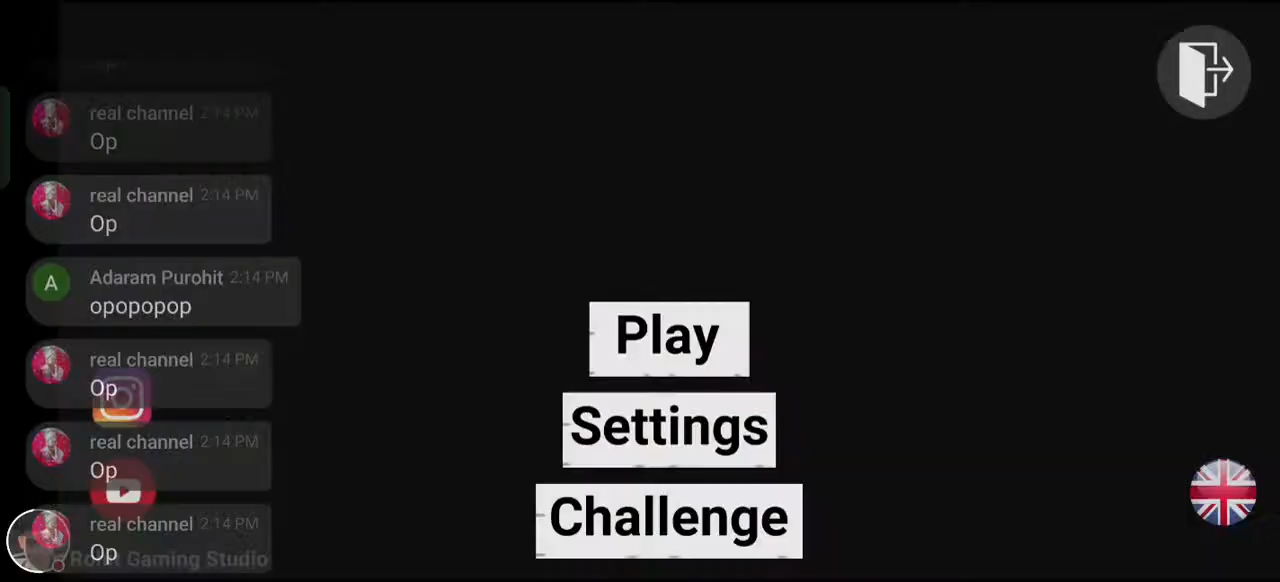 real channel 2:14 PM
Op
real channel 2:14 PM
Op
Adaram Purohit 2:14 PM
opopopop
real channel 2:14 PM
Op
real channel 2:14 PM
Op
real channel 2:14 PM
Op
Gaming Studio
Play
Settings
Challenge